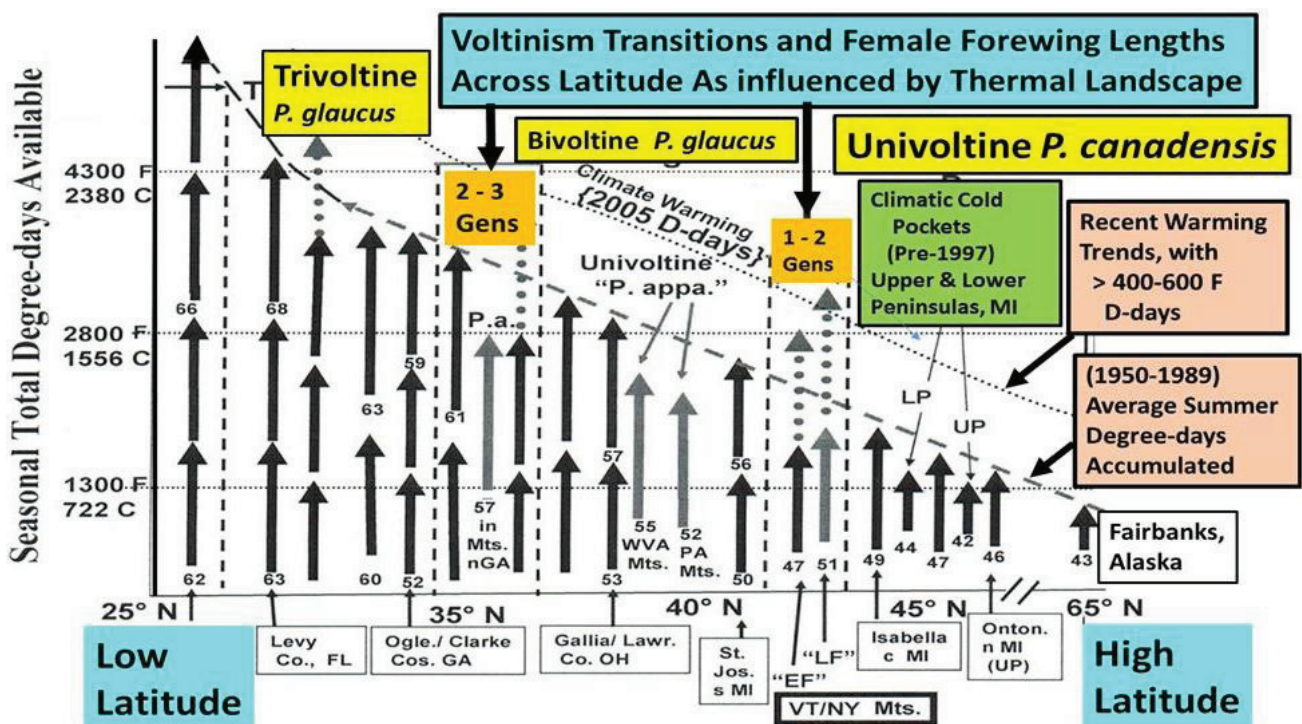 Voltinism Transitions and Female Forewing Lengths
Across Latitude As influenced by Thermal Landscape
Trivoltine
P. glaucus
Bivoltine P. glaucus
Univoltine P. canadensis
Seasonal Total Degree-days Available
4300 F
2380 C
2800 F
1556 C
1300 F
722 C
2 - 3
Gens
1 - 2
Gens
Climate Warming
{2005 D-days}
Climatic Cold
Pockets
(Pre-1997)
Upper & Lower
Peninsulas, MI
Recent Warming
Trends, with
> 400-600 F
D-days
(1950-1989)
Average Summer
Degree-days
Accumulated
Fairbanks,
Alaska
Univoltine
"P. appa."
P.a.
LP
UP
66
68
59
63
61
57
56
62
63
60
52
57
in
Mts.
nGA
53
55
WVA
Mts.
52
PA
Mts.
50
47
51
49
44
47
42
46
43
25° N
35° N
40° N
45° N
65° N
Low
Latitude
Levy
Co., FL
Ogle./ Clarke
Cos. GA
Gallia/ Lawr.
Co. OH
St.
Jos.
s MI
"EF"
"LF"
VT/NY Mts.
Isabella
c MI
Onton.
n MI
(UP)
High
Latitude